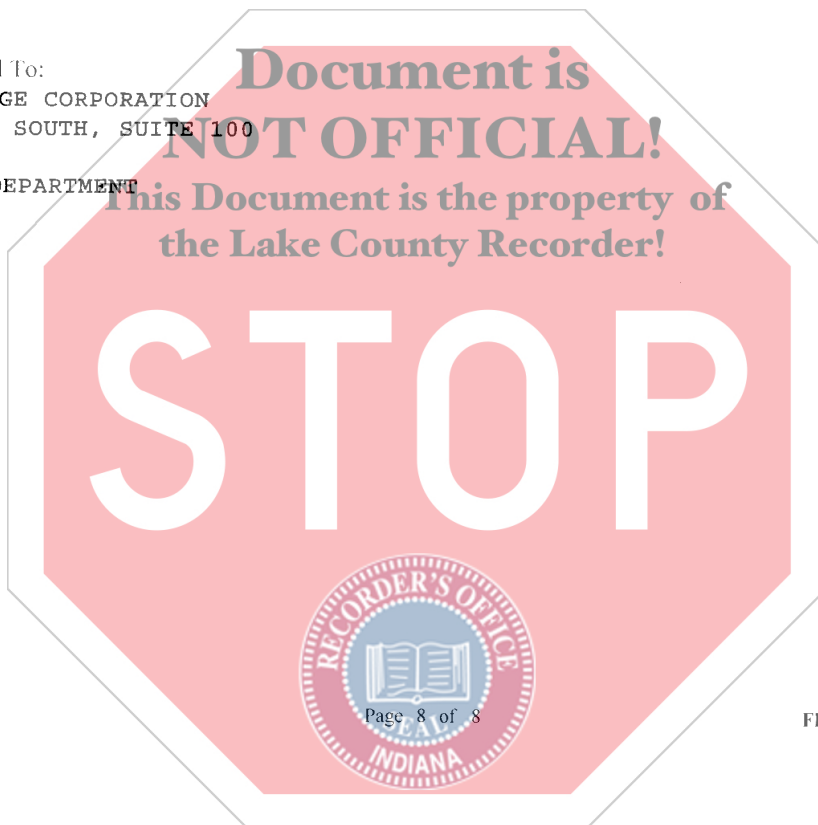 Document is
To:
GE CORPORATION
NOT OFFICIAL!
SOUTH, SUITE 100
EPARTMENT
This Document is the property of
the Lake County Recorder!
STOP
RECORDER'S OFFICE
Page 8 of 8
SEAL
INDIANA